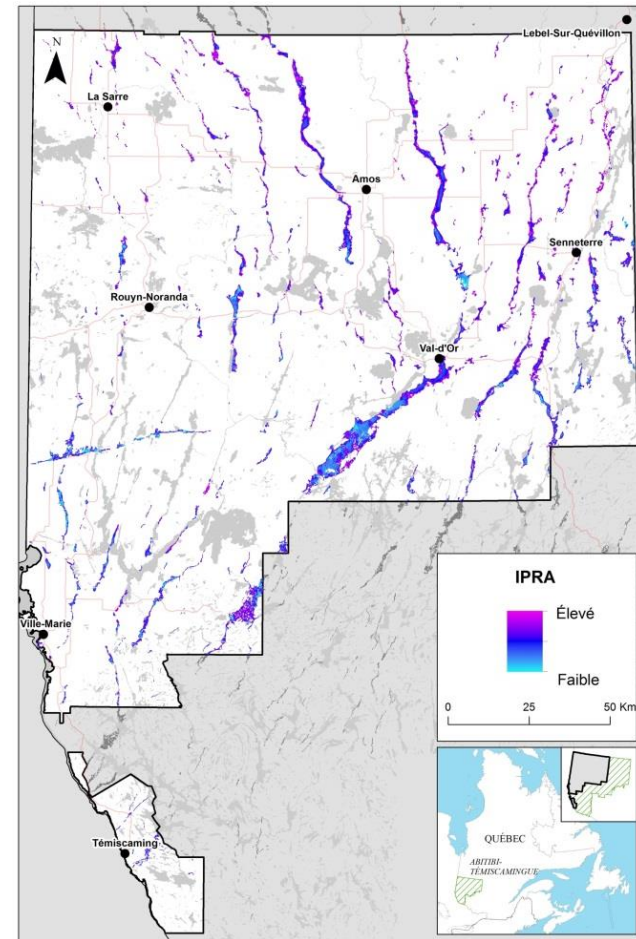 Lebel-Sur-Quévillon
N
La Sarre
Amos
Senneterre
Rouyn-Noranda
Val-d'Or
Ville-Marie
Témiscaming
IPRA
Élevé
Faible
0 25 50 Km
QUÉBEC
ABITIBI-
TÉMISCAMINGUE